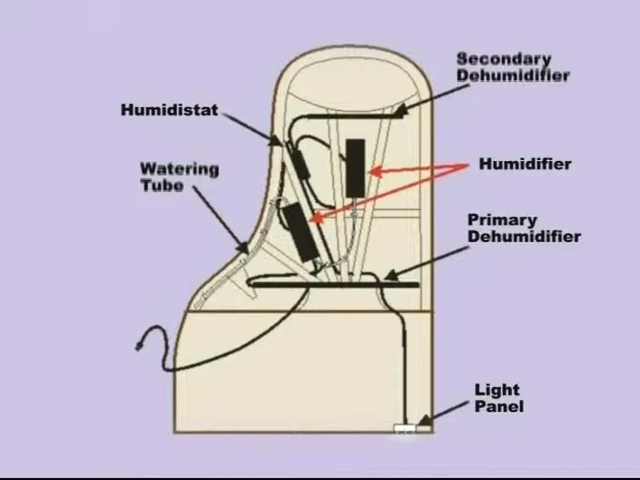 Secondary
Dehumidifier
Humidistat
Humidifier
Watering
Tube
Primary
Dehumidifier
Light
Panel